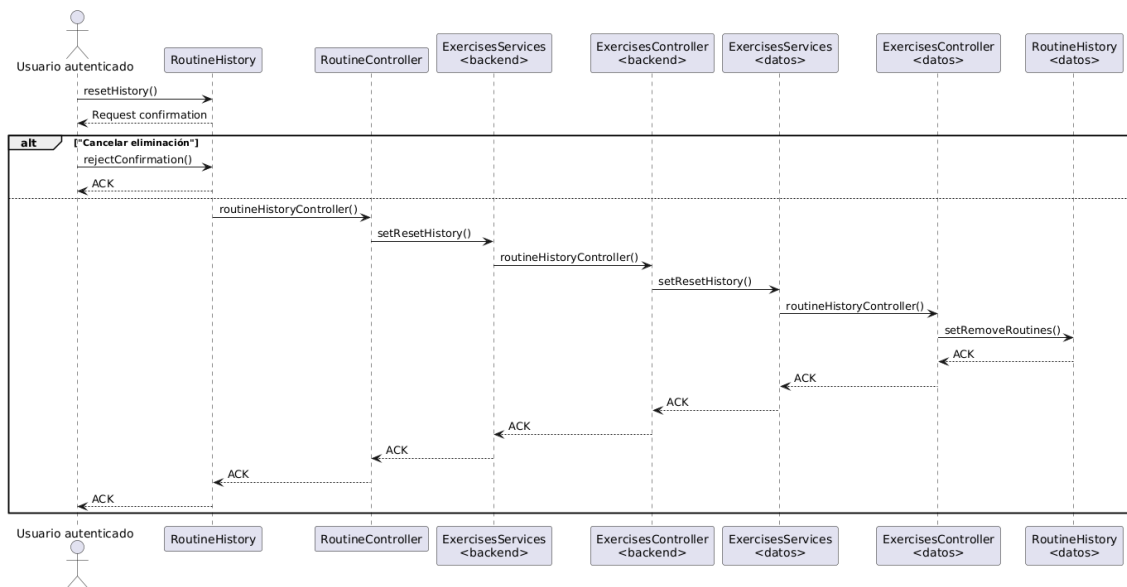 Usuario autenticado
RoutineHistory
RoutineController
ExercisesServices
<backend>
ExercisesController
<backend>
ExercisesServices
<datos>
ExercisesController
<datos>
RoutineHistory
<datos>
resetHistory()
Request confirmation
alt
["Cancelar eliminación"]
rejectConfirmation()
ACK
routineHistoryController()
setResetHistory()
routineHistoryController()
setResetHistory()
routineHistoryController()
setRemoveRoutines()
ACK
ACK
ACK
ACK
ACK
ACK
ACK
Usuario autenticado
RoutineHistory
RoutineController
ExercisesServices
<backend>
ExercisesController
<backend>
ExercisesServices
<datos>
ExercisesController
<datos>
RoutineHistory
<datos>